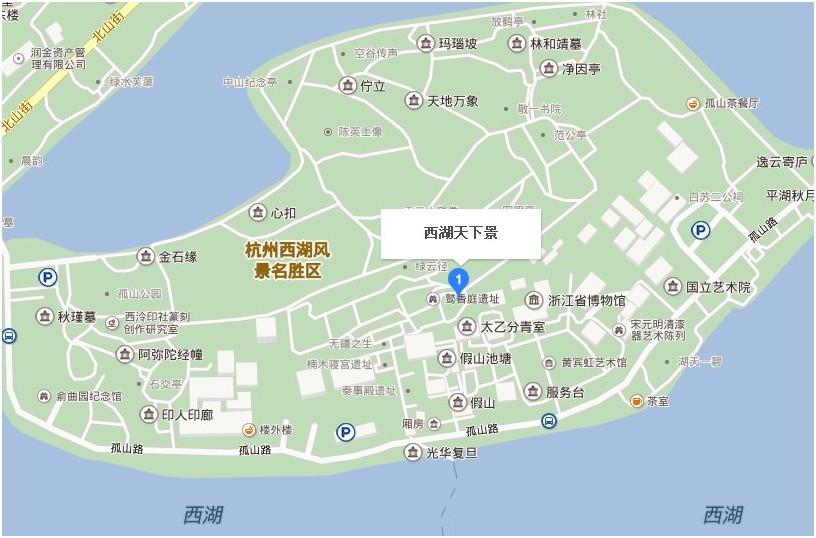 东楼
北山街
润金资产管
理有限公司
绿水芙蕖
北山街
晨韵
放鹤亭
林社
玛瑙坡
林和靖墓
空谷传声
净因亭
中山纪念亭
伫立
天地万象
敬一书院
孤山茶餐厅
陈英士像
范公亭
逸云寄庐
白苏二公祠
平湖秋月
墓
心扣
西湖天下景
孤山路
金石缘
杭州西湖风
景名胜区
绿云径
P
P
孤山公园
1
鹭香庭遗址
浙江省博物馆
国立艺术院
秋瑾墓
西泠印社篆刻
创作研究室
太乙分青室
宋元明清漆
器艺术陈列
无疆之生
阿弥陀经幢
假山池塘
楠木寝宫遗址
黄宾虹艺术馆
湖天一碧
石交亭
秦事殿遗址
俞曲园纪念馆
服务台
茶室
假山
印人印廊
厢房
楼外楼
P
孤山路
孤山路
孤山路
光华复旦
西湖
西湖